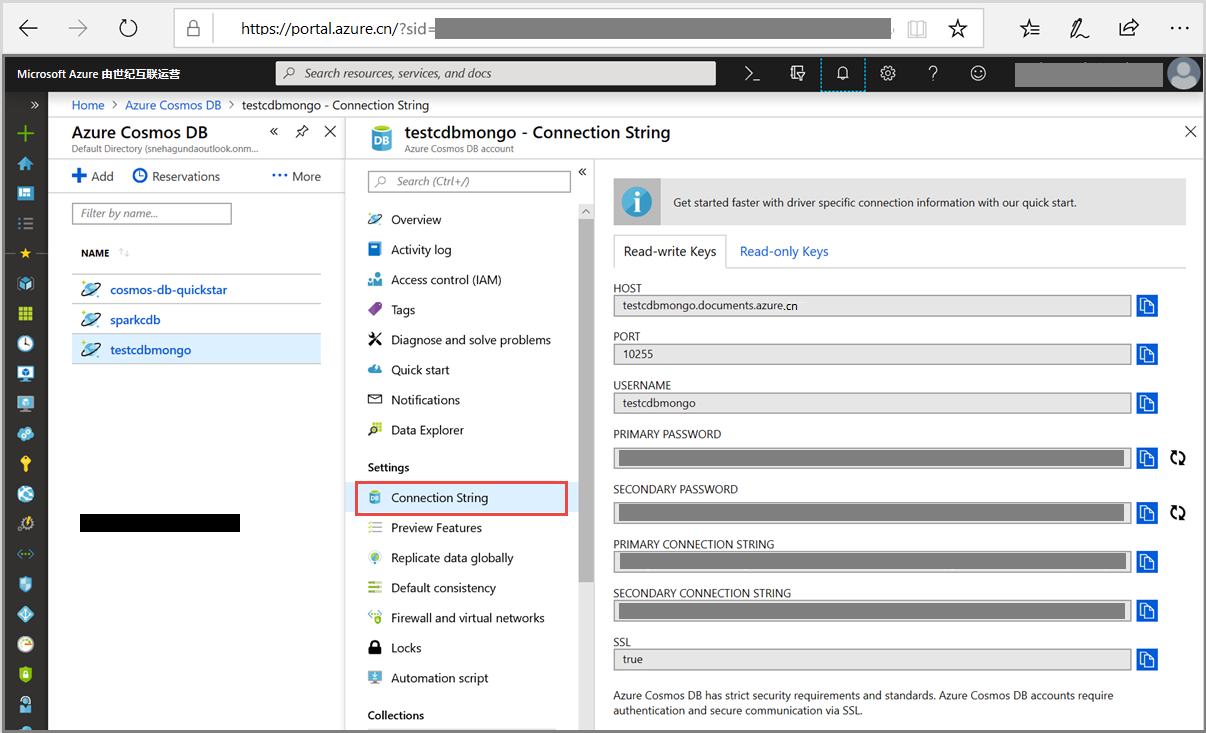 https://portal.azure.cn/?sid=
Microsoft Azure 由世纪互联运营
Search resources, services, and docs
Home > Azure Cosmos DB > testcdbmongo - Connection String
Azure Cosmos DB
Default Directory (snehagundaoutlook.onm...
Add
Reservations
More
Filter by name...
NAME
cosmos-db-quickstar
sparkcdb
testcdbmongo
testcdbmongo - Connection String
Azure Cosmos DB account
Search (Ctrl+/)
Overview
Activity log
Access control (IAM)
Tags
Diagnose and solve problems
Quick start
Notifications
Data Explorer
Settings
Connection String
Preview Features
Replicate data globally
Default consistency
Firewall and virtual networks
Locks
Automation script
Collections
Get started faster with driver specific connection information with our quick start.
Read-write Keys
Read-only Keys
HOST
testcdbmongo.documents.azure.cn
PORT
10255
USERNAME
testcdbmongo
PRIMARY PASSWORD
SECONDARY PASSWORD
PRIMARY CONNECTION STRING
SECONDARY CONNECTION STRING
SSL
true
Azure Cosmos DB has strict security requirements and standards. Azure Cosmos DB accounts require
authentication and secure communication via SSL.